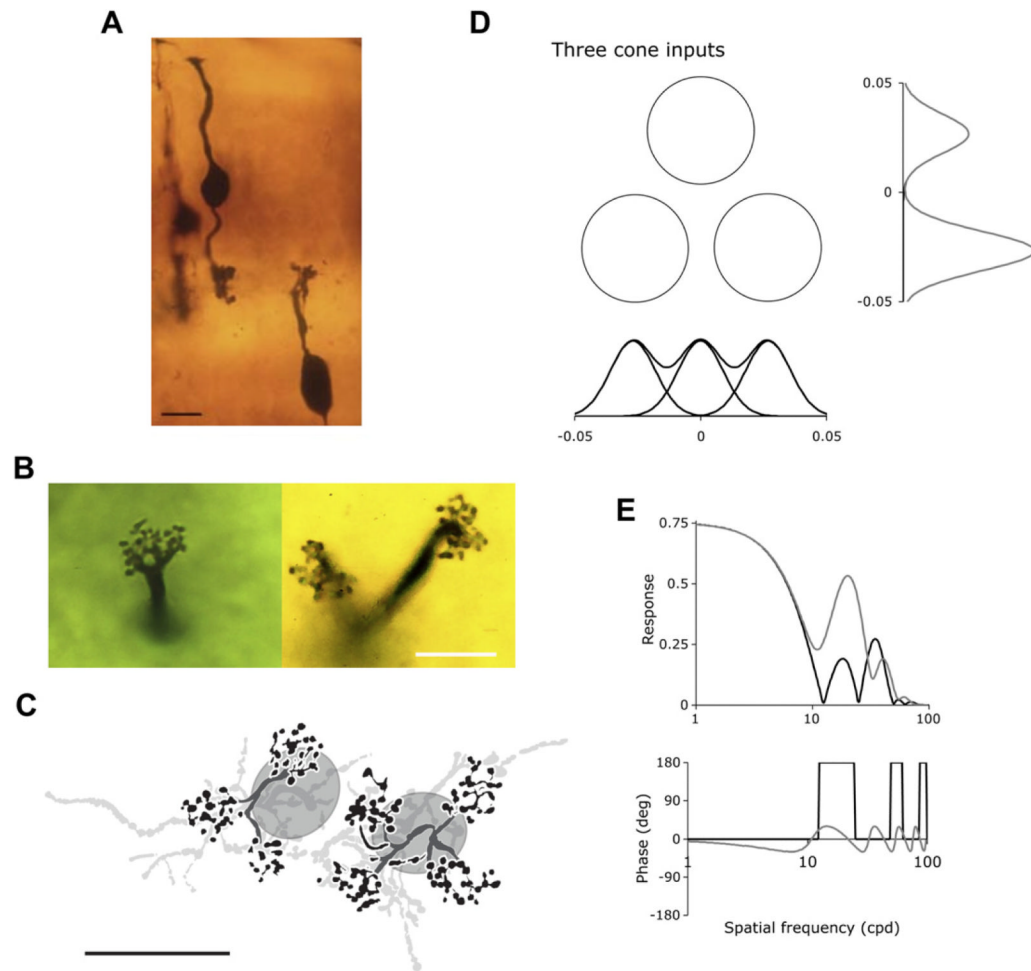 A
D
Three cone inputs
0.05
0
-0.05
-0.05 0 0.05
B
E
0.75
0.5
0.25
0
Response
1 10 100
C
180
90
0
-90
-180
Phase (deg)
1 10 100
Spatial frequency (cpd)